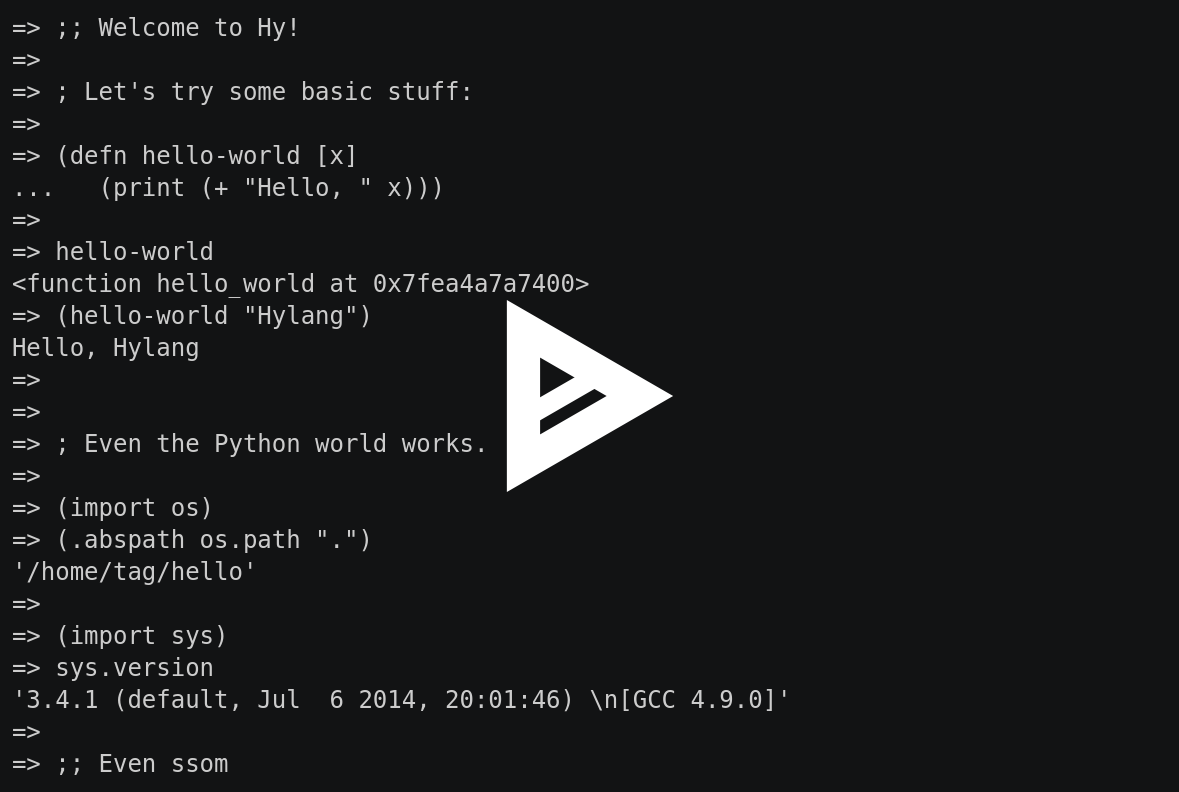 => ;; Welcome to Hy!
=>
=> ; Let's try some basic stuff:
=>
=> (defn hello-world [x]
...   (print (+ "Hello, " x)))
=>
=> hello-world
<function hello_world at 0x7fea4a7a7400>
=> (hello-world "Hylang")
Hello, Hylang
=>
=>
=> ; Even the Python world works.
=>
=> (import os)
=> (.abspath os.path ".")
'/home/tag/hello'
=>
=> (import sys)
=> sys.version
'3.4.1 (default, Jul  6 2014, 20:01:46) \n[GCC 4.9.0]'
=>
=> ;; Even ssom